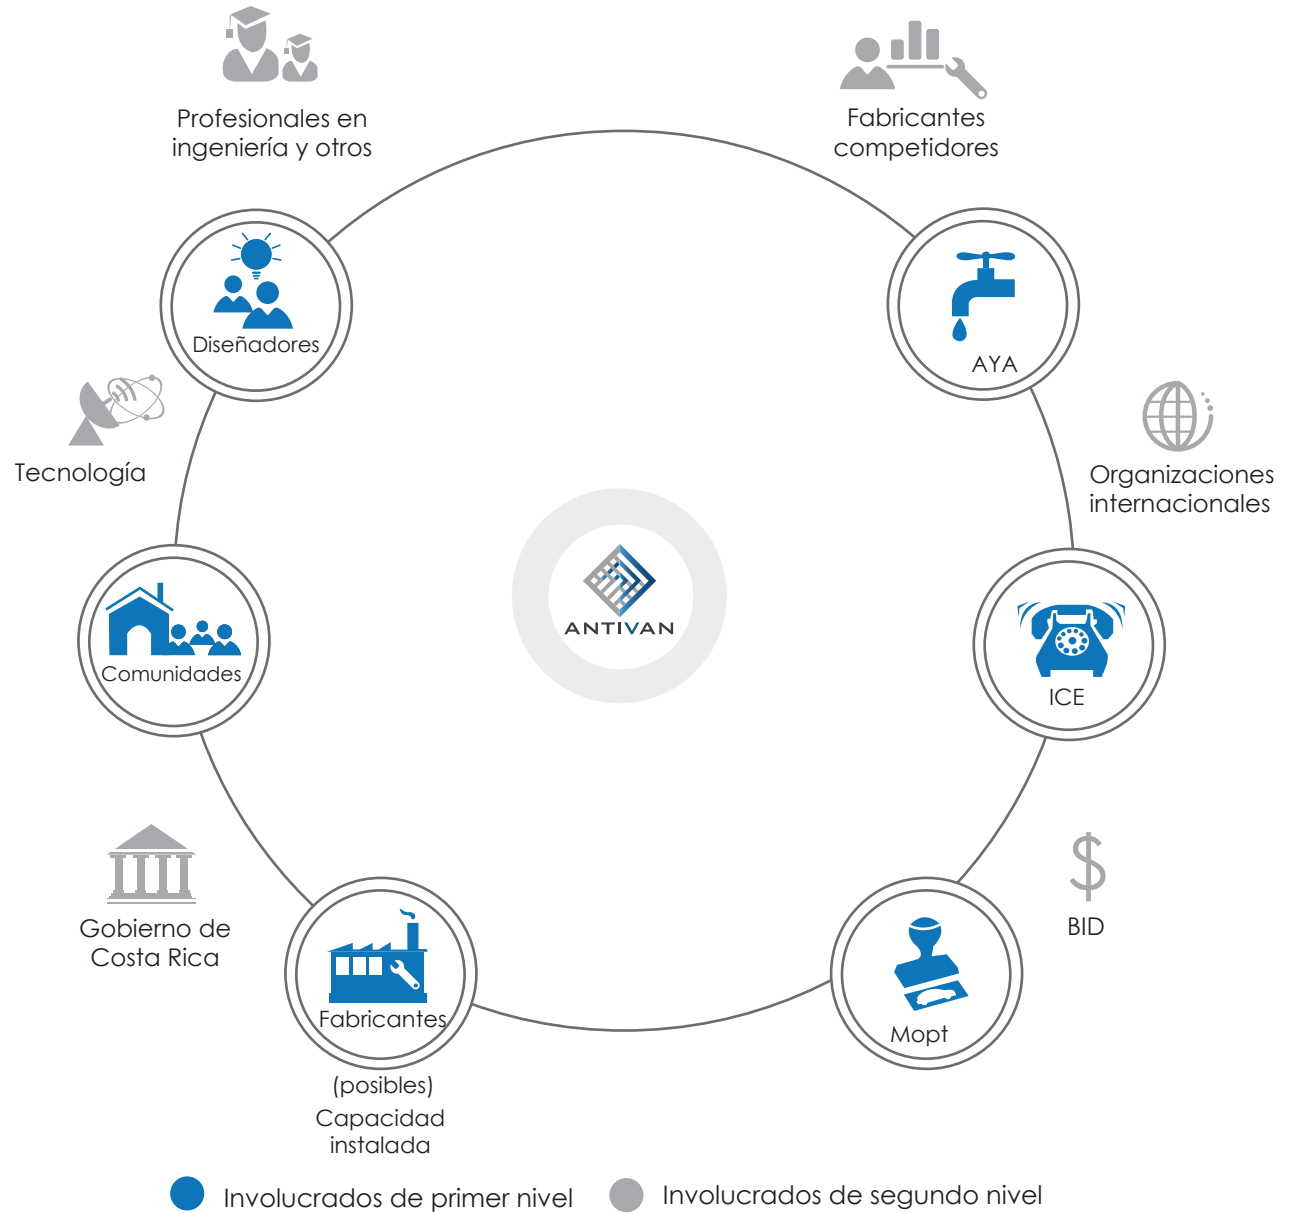 Profesionales en
ingeniería y otros
Fabricantes
competidores
Diseñadores
AYA
Tecnología
Organizaciones
internacionales
ANTIVAN
Comunidades
ICE
Gobierno de
Costa Rica
BID
Fabricantes
Mopt
(posibles)
Capacidad
instalada
Involucrados de primer nivel
Involucrados de segundo nivel